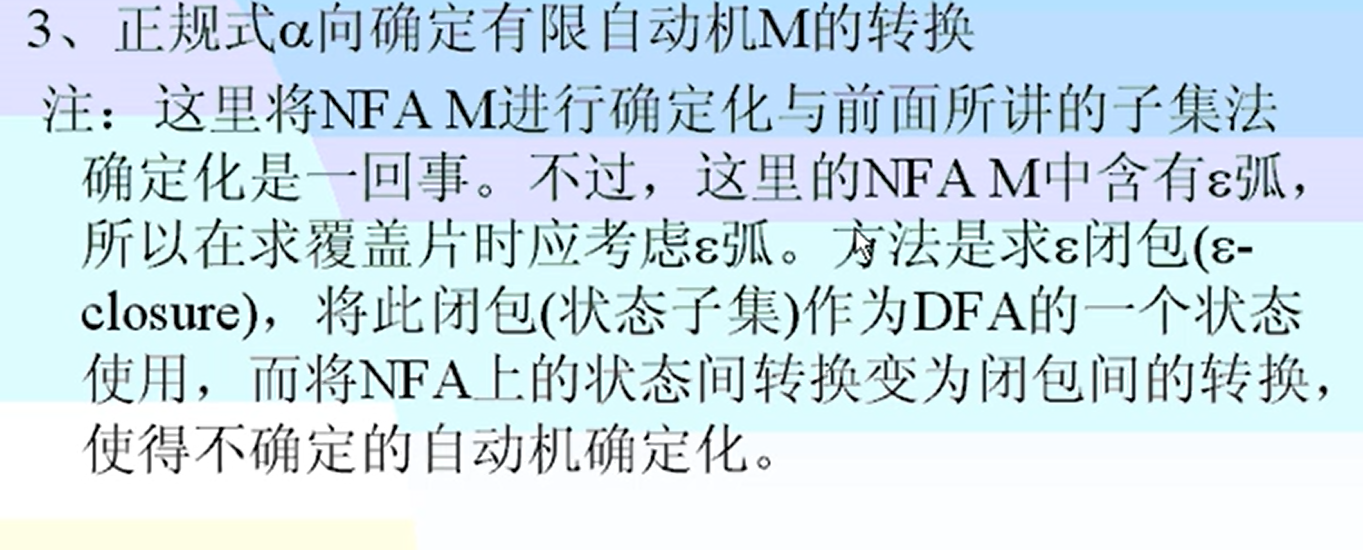 3、正规式α向确定有限自动机M的转换
注：这里将NFA M进行确定化与前面所讲的子集法
确定化是一回事。不过，这里的NFA M中含有ε弧，
所以在求覆盖片时应考虑ε弧。方法是求ε闭包(ε-
closure)，将此闭包(状态子集)作为DFA的一个状态
使用，而将NFA上的状态间转换变为闭包间的转换，
使得不确定的自动机确定化。